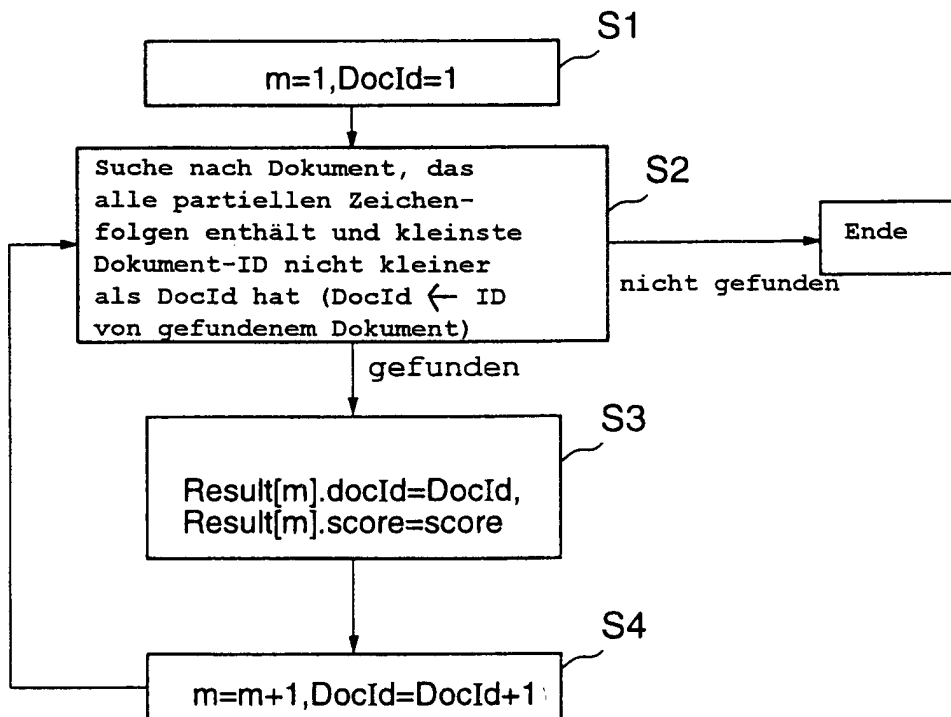 S1
m=1,DocId=1
S2
Suche nach Dokument, das
alle partiellen Zeichen-
folgen enthält und kleinste
Dokument-ID nicht kleiner
als DocId hat (DocId ← ID
von gefundenem Dokument)
Ende
nicht gefunden
gefunden
S3
Result[m].docId=DocId,
Result[m].score=score
S4
m=m+1,DocId=DocId+1